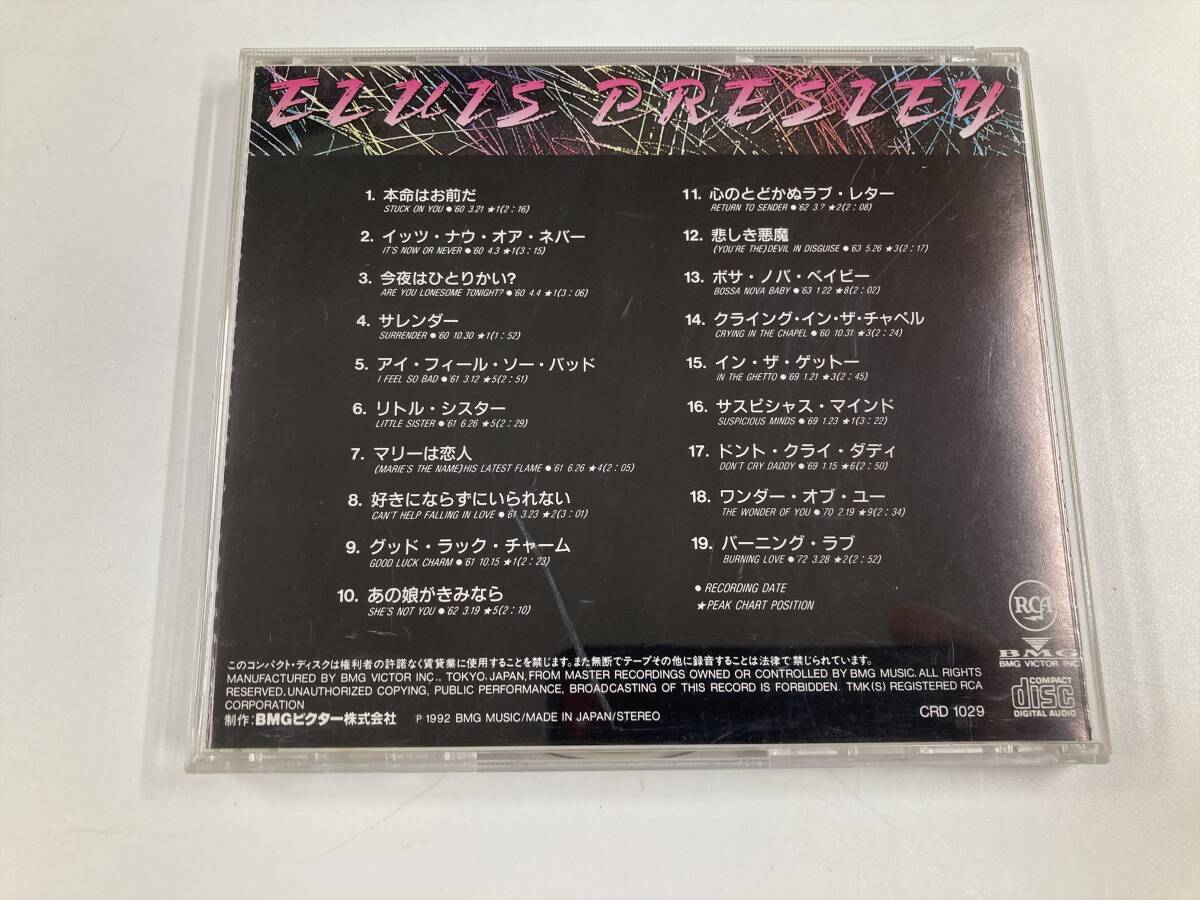 ELVIS PRESLEY
1. 本命はお前だ
STUCK ON YOU ● '60 3.21 ★1(2:16)
2. イッツ・ナウ・オア・ネバー
IT'S NOW OR NEVER ● '60 4.3 ★1(3:15)
3. 今夜はひとりかい?
ARE YOU LONESOME TONIGHT? ● '60 4.4 ★1(3:06)
4. サレンダー
SURRENDER ● '60 10.30 ★1(1:52)
5. アイ・フィール・ソー・バッド
I FEEL SO BAD ● '61 3.12 ★5(2:51)
6. リトル・シスター
LITTLE SISTER ● '61 6.26 ★5(2:29)
7. マリーは恋人
(MARIE'S THE NAME)HIS LATEST FLAME ● '61 6.26 ★4(2:05)
8. 好きにならずにいられない
CAN'T HELP FALLING IN LOVE ● '61 3.23 ★2(3:01)
9. グッド・ラック・チャーム
GOOD LUCK CHARM ● '61 10.15 ★1(2:23)
10. あの娘がきみなら
SHE'S NOT YOU ● '62 3.19 ★5(2:10)
11. 心のとどかぬラブ・レター
RETURN TO SENDER ● '62 3.? ★2(2:08)
12. 悲しき悪魔
(YOU'RE THE)DEVIL IN DISGUISE ● '63 5.26 ★3(2:17)
13. ボサ・ノバ・ベイビー
BOSSA NOVA BABY ● '63 1.22 ★8(2:02)
14. クライング・イン・ザ・チャペル
CRYING IN THE CHAPEL ● '60 10.31 ★3(2:24)
15. イン・ザ・ゲットー
IN THE GHETTO ● '69 1.21 ★3(2:45)
16. サスピシャス・マインド
SUSPICIOUS MINDS ● '69 1.23 ★1(3:22)
17. ドント・クライ・ダディ
DON'T CRY DADDY ● '69 1.15 ★6(2:50)
18. ワンダー・オブ・ユー
THE WONDER OF YOU ● '70 2.19 ★9(2:34)
19. バーニング・ラブ
BURNING LOVE ● '72 3.28 ★2(2:52)
● RECORDING DATE
★PEAK CHART POSITION
RCA
BMG
BMG VICTOR INC.
このコンパクト・ディスクは権利者の許諾なく賃貸業に使用することを禁じます。また無断でテープその他に録音することは法律で禁じられています。
MANUFACTURED BY BMG VICTOR INC., TOKYO, JAPAN, FROM MASTER RECORDINGS OWNED OR CONTROLLED BY BMG MUSIC. ALL RIGHTS
RESERVED. UNAUTHORIZED COPYING, PUBLIC PERFORMANCE, BROADCASTING OF THIS RECORD IS FORBIDDEN. TMK(S) REGISTERED RCA
CORPORATION
制作:BMGビクター株式会社 P 1992 BMG MUSIC/MADE IN JAPAN/STEREO
CRD 1029
COMPACT
disc
DIGITAL AUDIO